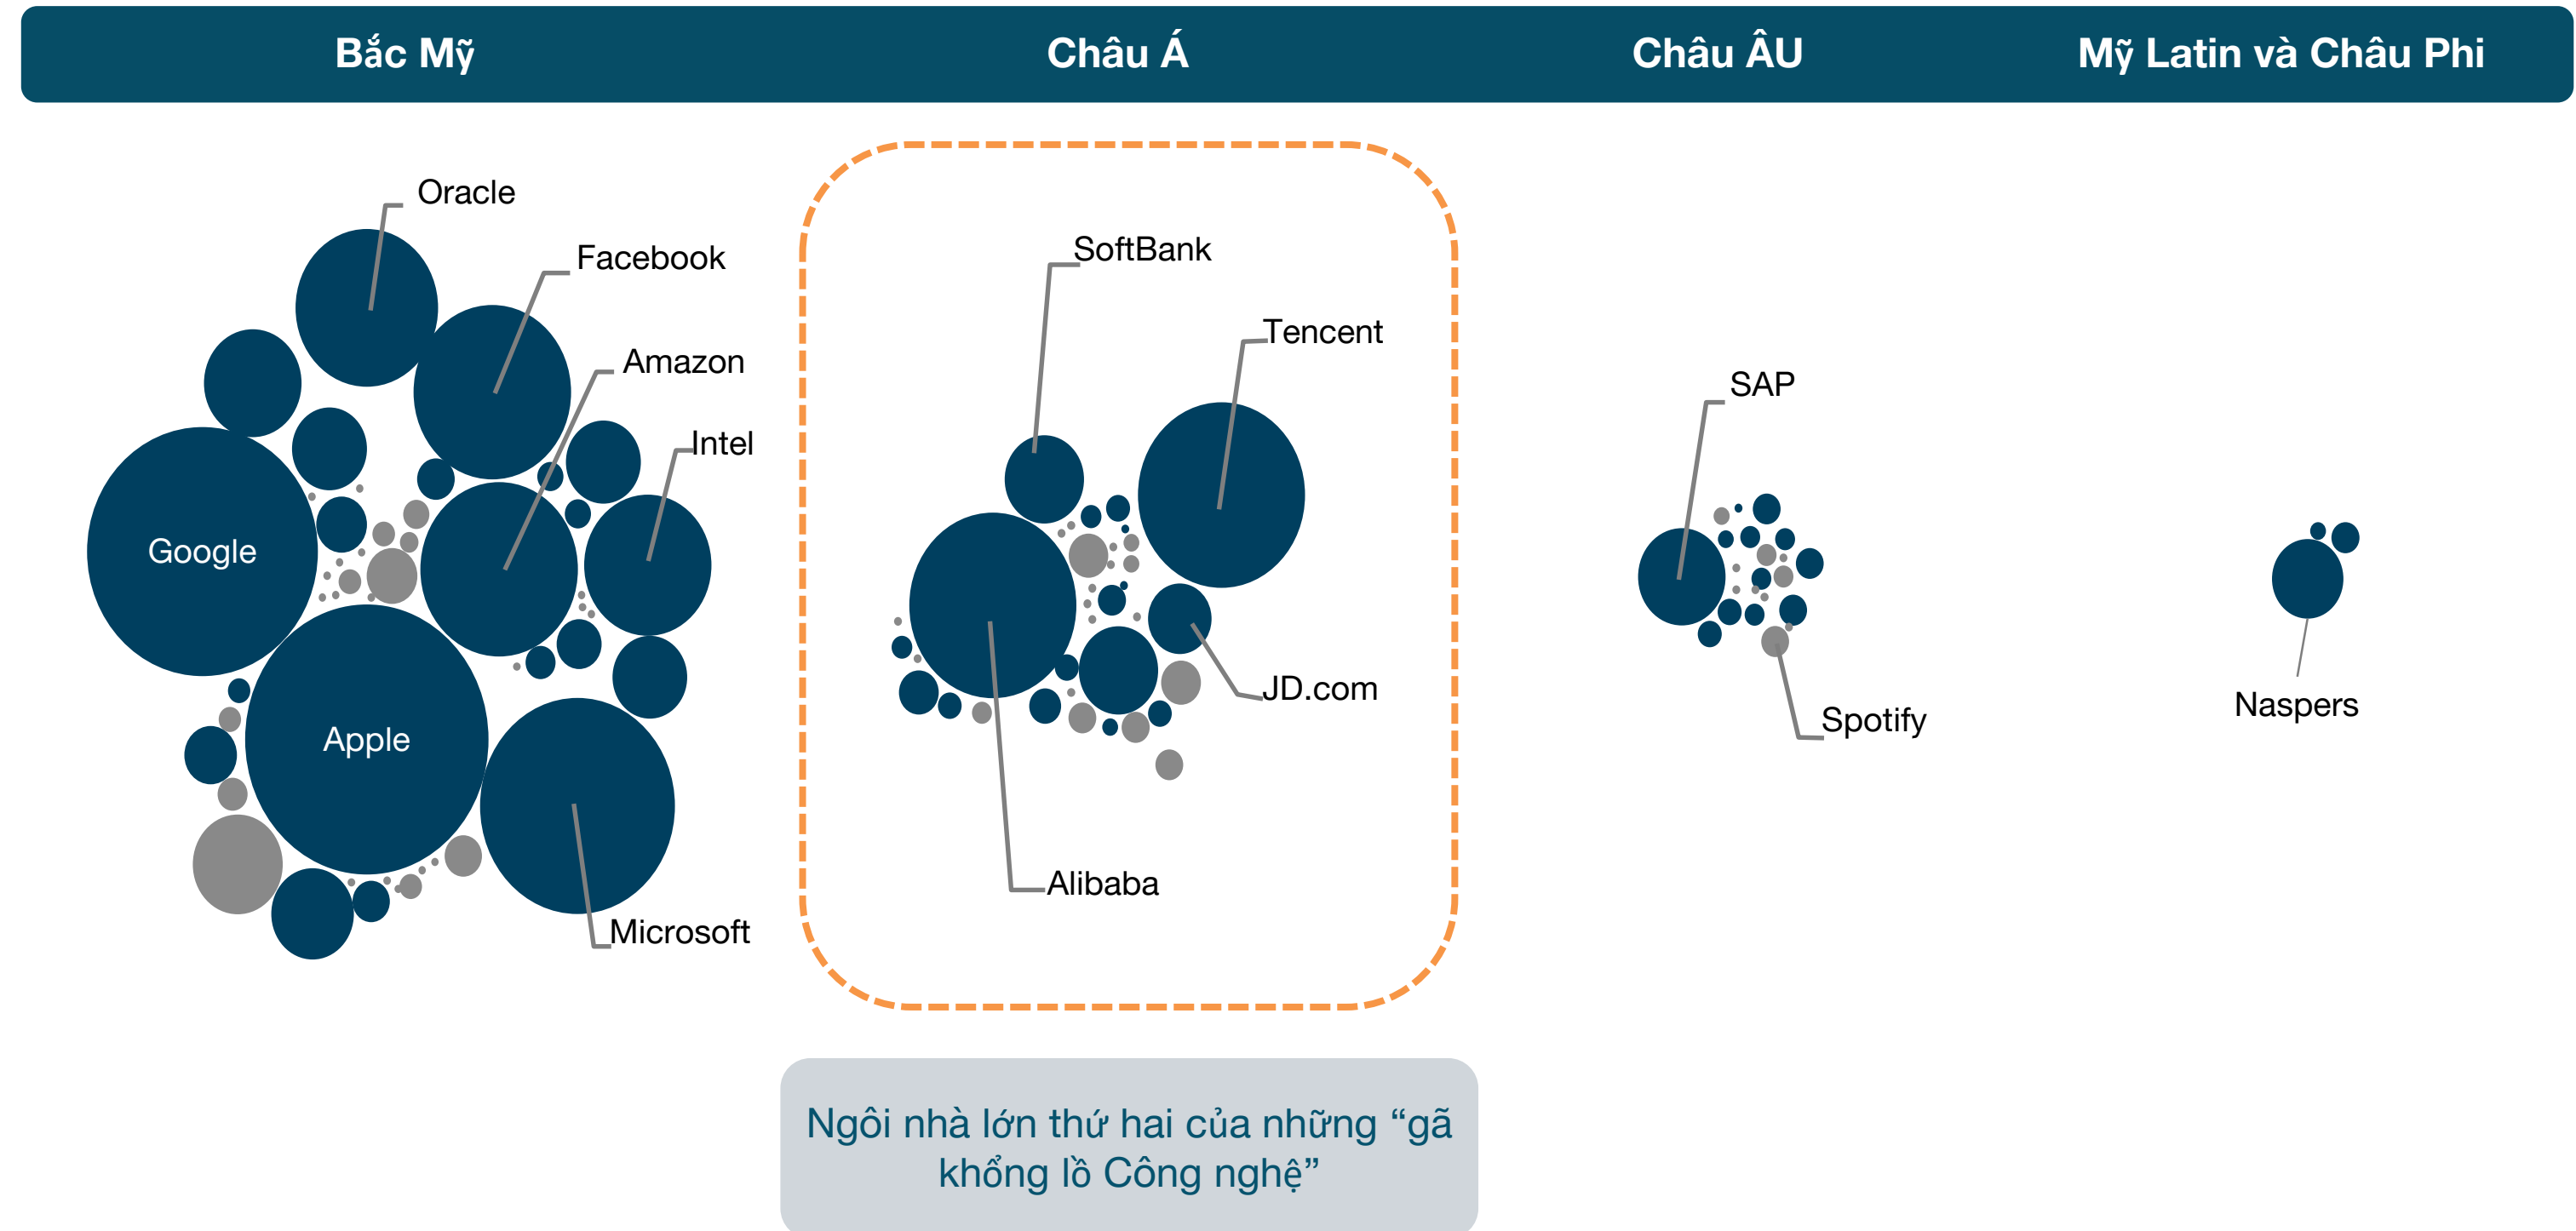 Bắc Mỹ
Châu Á
Châu ÂU
Mỹ Latin và Châu Phi
Oracle
Facebook
Amazon
Intel
Google
Apple
Microsoft
SoftBank
Tencent
JD.com
Alibaba
SAP
Spotify
Naspers
Ngôi nhà lớn thứ hai của những “gã
khổng lồ Công nghệ”